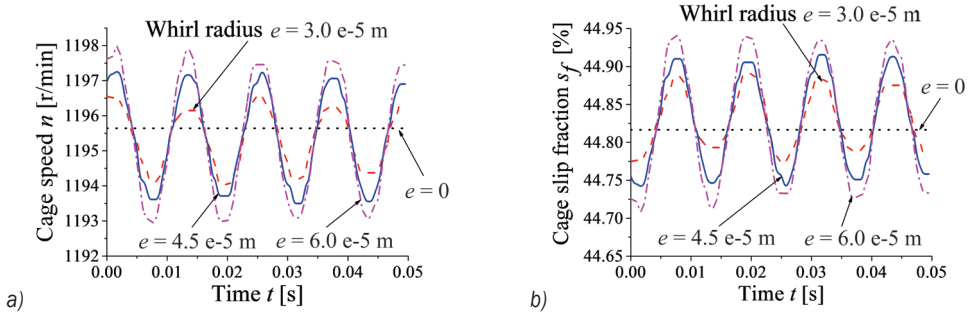 Whirl radius e = 3.0 e-5 m
Cage speed n [r/min]
1198
1197
1196
1195
1194
1193
1192
e = 0
e = 4.5 e-5 m
e = 6.0 e-5 m
0.00 0.01 0.02 0.03 0.04 0.05
Time t [s]
a)
Whirl radius e = 3.0 e-5 m
Cage slip fraction sf [%]
44.95
44.90
44.85
44.80
44.75
44.70
44.65
e = 0
e = 4.5 e-5 m
e = 6.0 e-5 m
0.00 0.01 0.02 0.03 0.04 0.05
Time t [s]
b)